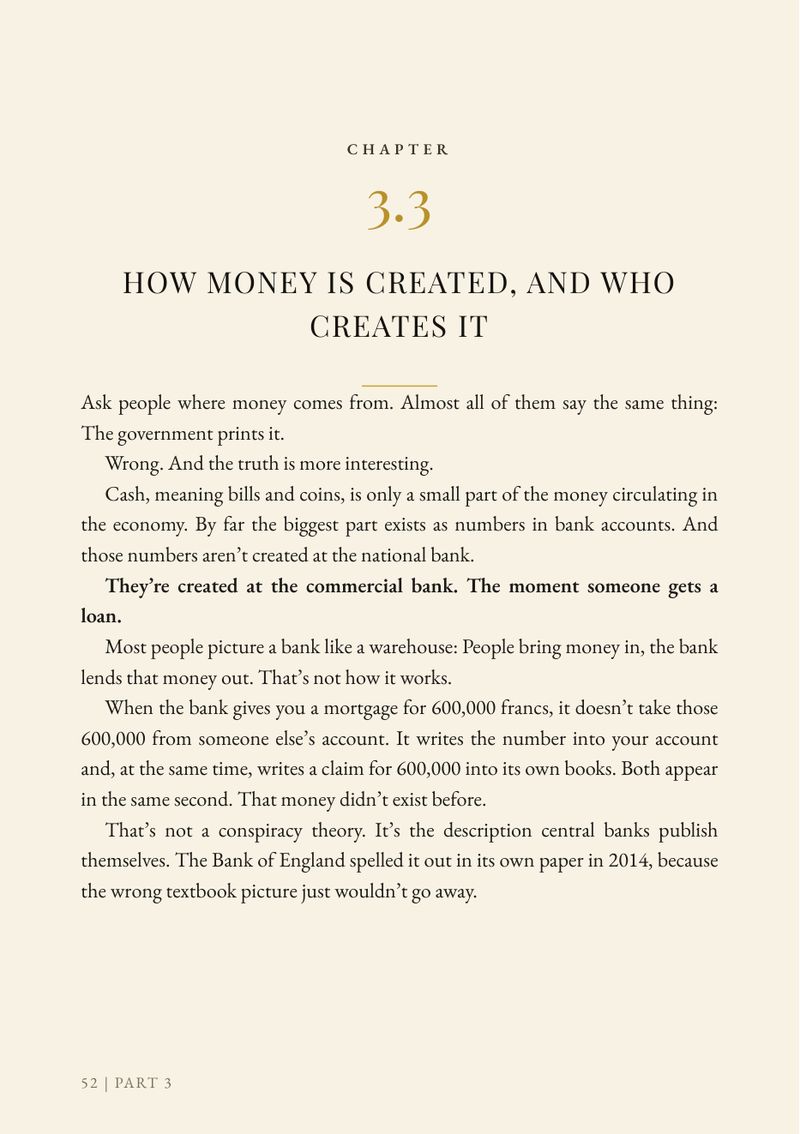 CHAPTER
3.3
HOW MONEY IS CREATED, AND WHO
CREATES IT
Ask people where money comes from. Almost all of them say the same thing:
The government prints it.
Wrong. And the truth is more interesting.
Cash, meaning bills and coins, is only a small part of the money circulating in
the economy. By far the biggest part exists as numbers in bank accounts. And
those numbers aren’t created at the national bank.
They’re created at the commercial bank. The moment someone gets a
loan.
Most people picture a bank like a warehouse: People bring money in, the bank
lends that money out. That’s not how it works.
When the bank gives you a mortgage for 600,000 francs, it doesn’t take those
600,000 from someone else’s account. It writes the number into your account
and, at the same time, writes a claim for 600,000 into its own books. Both appear
in the same second. That money didn’t exist before.
That’s not a conspiracy theory. It’s the description central banks publish
themselves. The Bank of England spelled it out in its own paper in 2014, because
the wrong textbook picture just wouldn’t go away.
52 | PART 3